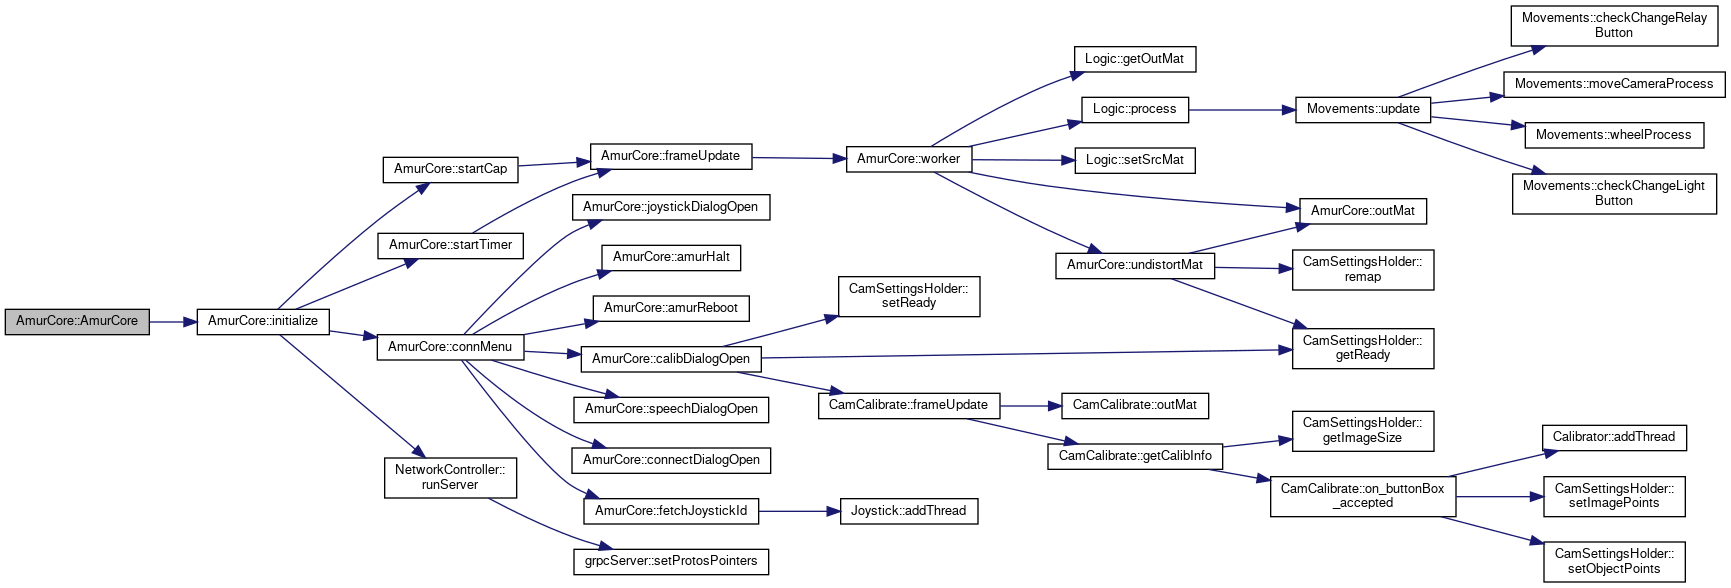 AmurCore::AmurCore
AmurCore::initialize
AmurCore::startCap
AmurCore::startTimer
AmurCore::connMenu
NetworkController::
runServer
AmurCore::frameUpdate
AmurCore::joystickDialogOpen
AmurCore::amurHalt
AmurCore::amurReboot
AmurCore::calibDialogOpen
AmurCore::speechDialogOpen
AmurCore::connectDialogOpen
AmurCore::fetchJoystickId
grpcServer::setProtosPointers
AmurCore::worker
CamSettingsHolder::
setReady
CamCalibrate::frameUpdate
Joystick::addThread
Logic::getOutMat
Logic::process
Logic::setSrcMat
AmurCore::undistortMat
CamCalibrate::outMat
CamCalibrate::getCalibInfo
Movements::update
AmurCore::outMat
CamSettingsHolder::
remap
CamSettingsHolder::
getReady
CamSettingsHolder::
getImageSize
CamCalibrate::on_buttonBox
_accepted
Movements::checkChangeRelay
Button
Movements::moveCameraProcess
Movements::wheelProcess
Movements::checkChangeLight
Button
Calibrator::addThread
CamSettingsHolder::
setImagePoints
CamSettingsHolder::
setObjectPoints